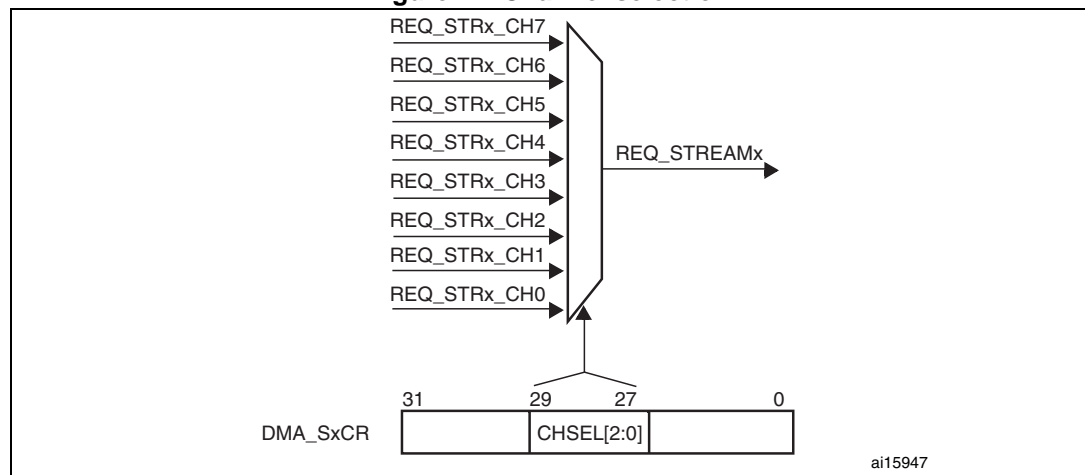 REQ_STRx_CH7
REQ_STRx_CH6
REQ_STRx_CH5
REQ_STRx_CH4
REQ_STREAMx
REQ_STRx_CH3
REQ_STRx_CH2
REQ_STRx_CH1
REQ_STRx_CH0
31 29 27 0
DMA_SxCR CHSEL[2:0]
ai15947